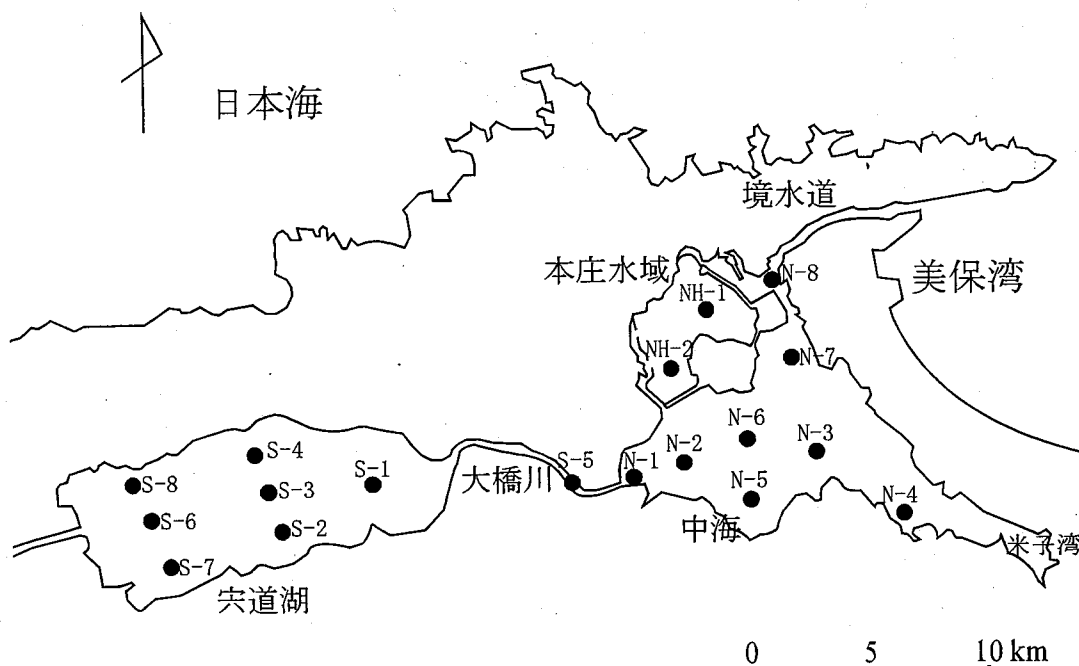 日本海
境水道
本庄水域
N-8
美保湾
NH-1
NH-2
N-7
N-6
S-4
N-2
N-3
S-1
大橋川
S-5
N-1
S-8
S-3
N-5
N-4
S-6
S-2
中海
米子湾
S-7
宍道湖
0 5 10 km